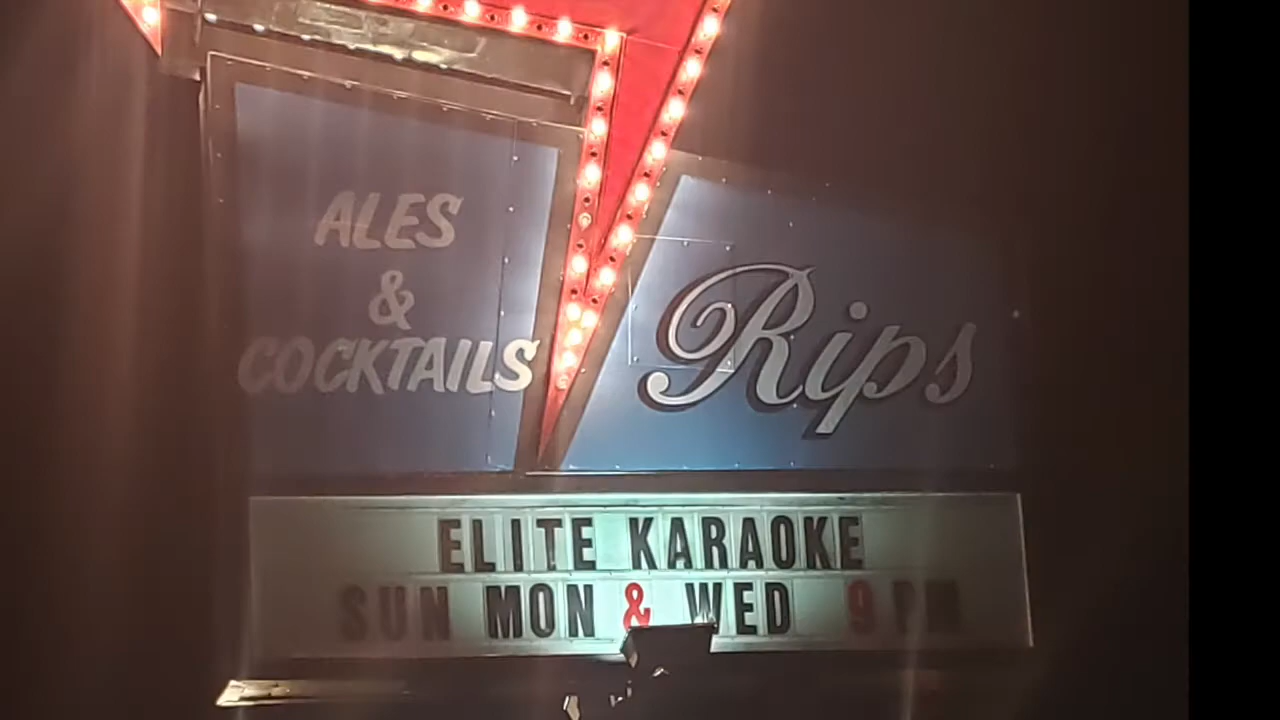 ALES
&
COCKTAILS
Rips
ELITE KARAOKE
SUN MON & WED 9PM